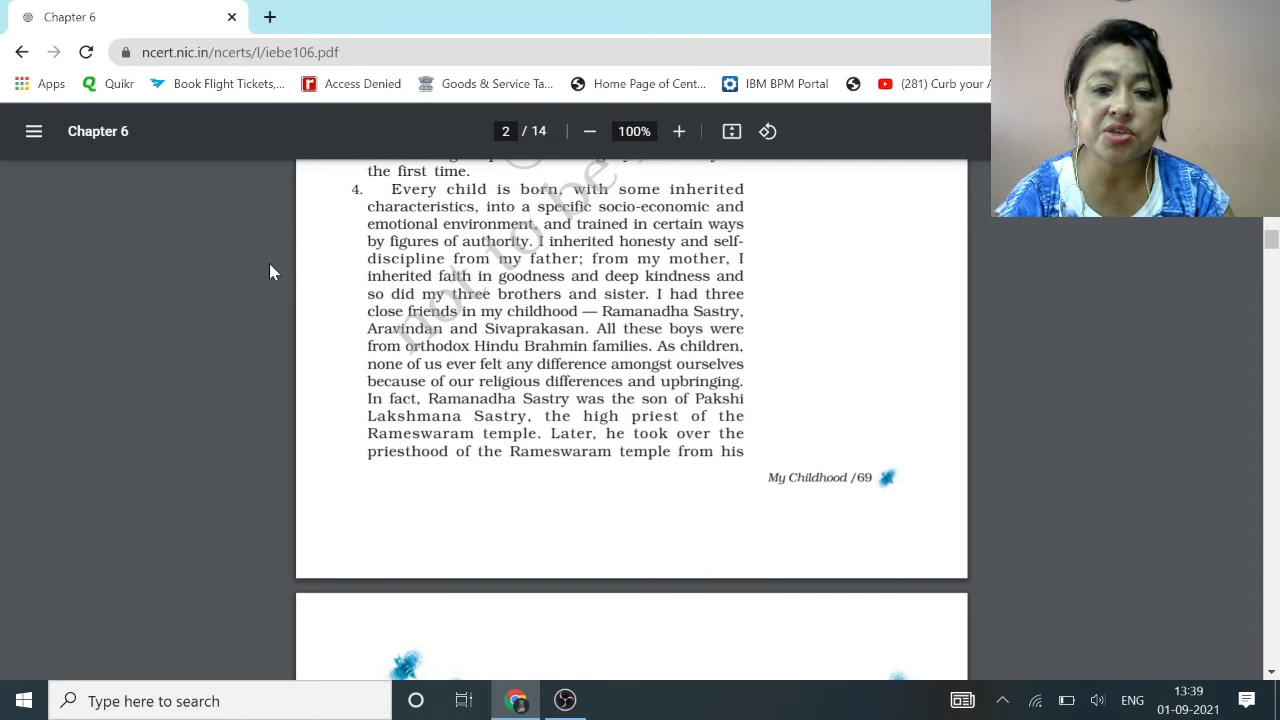 Chapter 6
ncert.nic.in/ncerts/l/iebe106.pdf
Apps
Quikr
Book Flight Tickets,...
Access Denied
Goods & Service Ta...
Home Page of Cent...
IBM BPM Portal
(281) Curb your A
Chapter 6
2 / 14
100%
the first time.
4. Every child is born, with some inherited
characteristics, into a specific socio-economic and
emotional environment, and trained in certain ways
by figures of authority. I inherited honesty and self-
discipline from my father; from my mother, I
inherited faith in goodness and deep kindness and
so did my three brothers and sister. I had three
close friends in my childhood — Ramanadha Sastry,
Aravindan and Sivaprakasan. All these boys were
from orthodox Hindu Brahmin families. As children,
none of us ever felt any difference amongst ourselves
because of our religious differences and upbringing.
In fact, Ramanadha Sastry was the son of Pakshi
Lakshmana Sastry, the high priest of the
Rameswaram temple. Later, he took over the
priesthood of the Rameswaram temple from his
not to be
My Childhood /69
Type here to search
ENG
13:39
01-09-2021